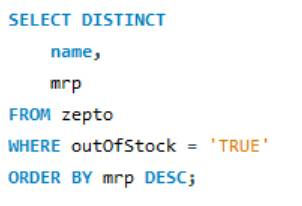 SELECT DISTINCT
    name,
    mrp
FROM zepto
WHERE outOfStock = 'TRUE'
ORDER BY mrp DESC;